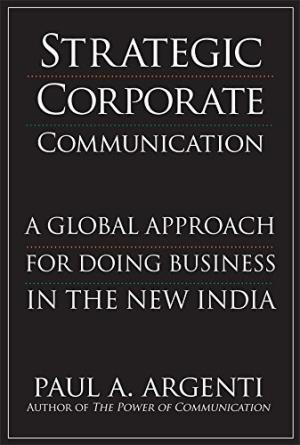 STRATEGIC
CORPORATE
COMMUNICATION
A GLOBAL APPROACH
FOR DOING BUSINESS
IN THE NEW INDIA
PAUL A. ARGENTI
AUTHOR OF THE POWER OF COMMUNICATION